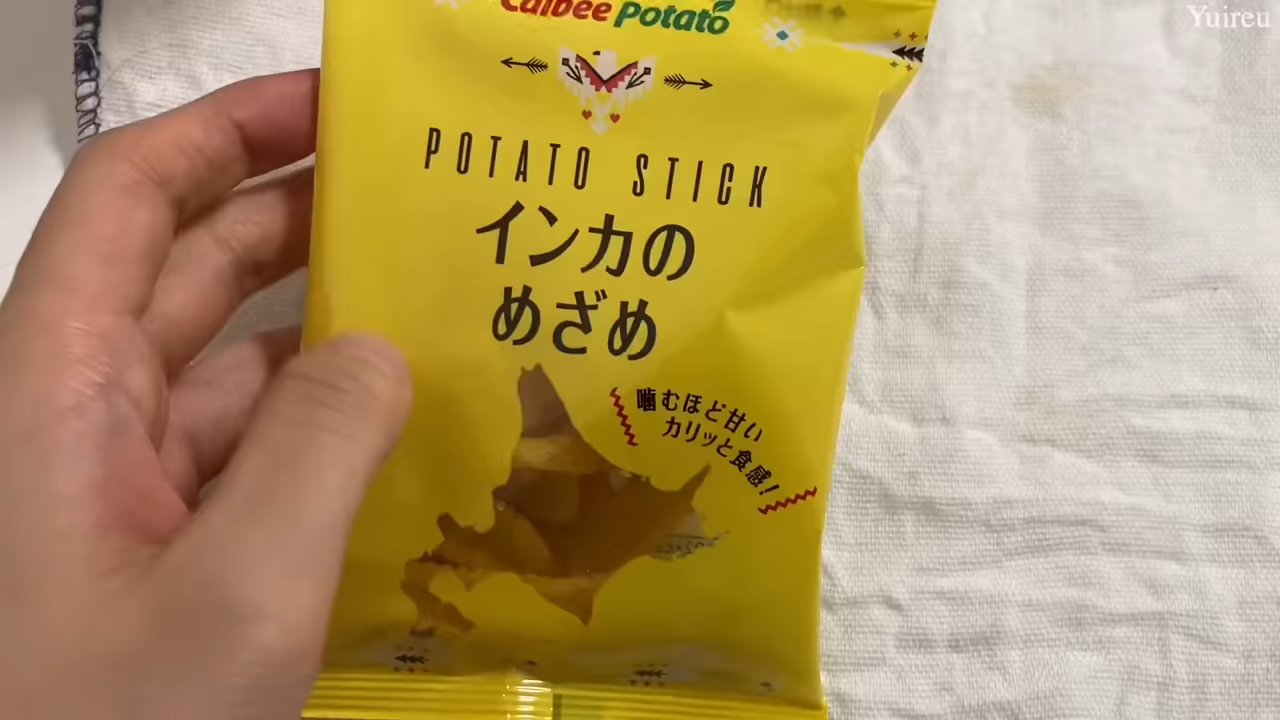 Yuireu
Calbee Potato
POTATO STICK
インカの
めざめ
噛むほど甘い
カリッと食感!